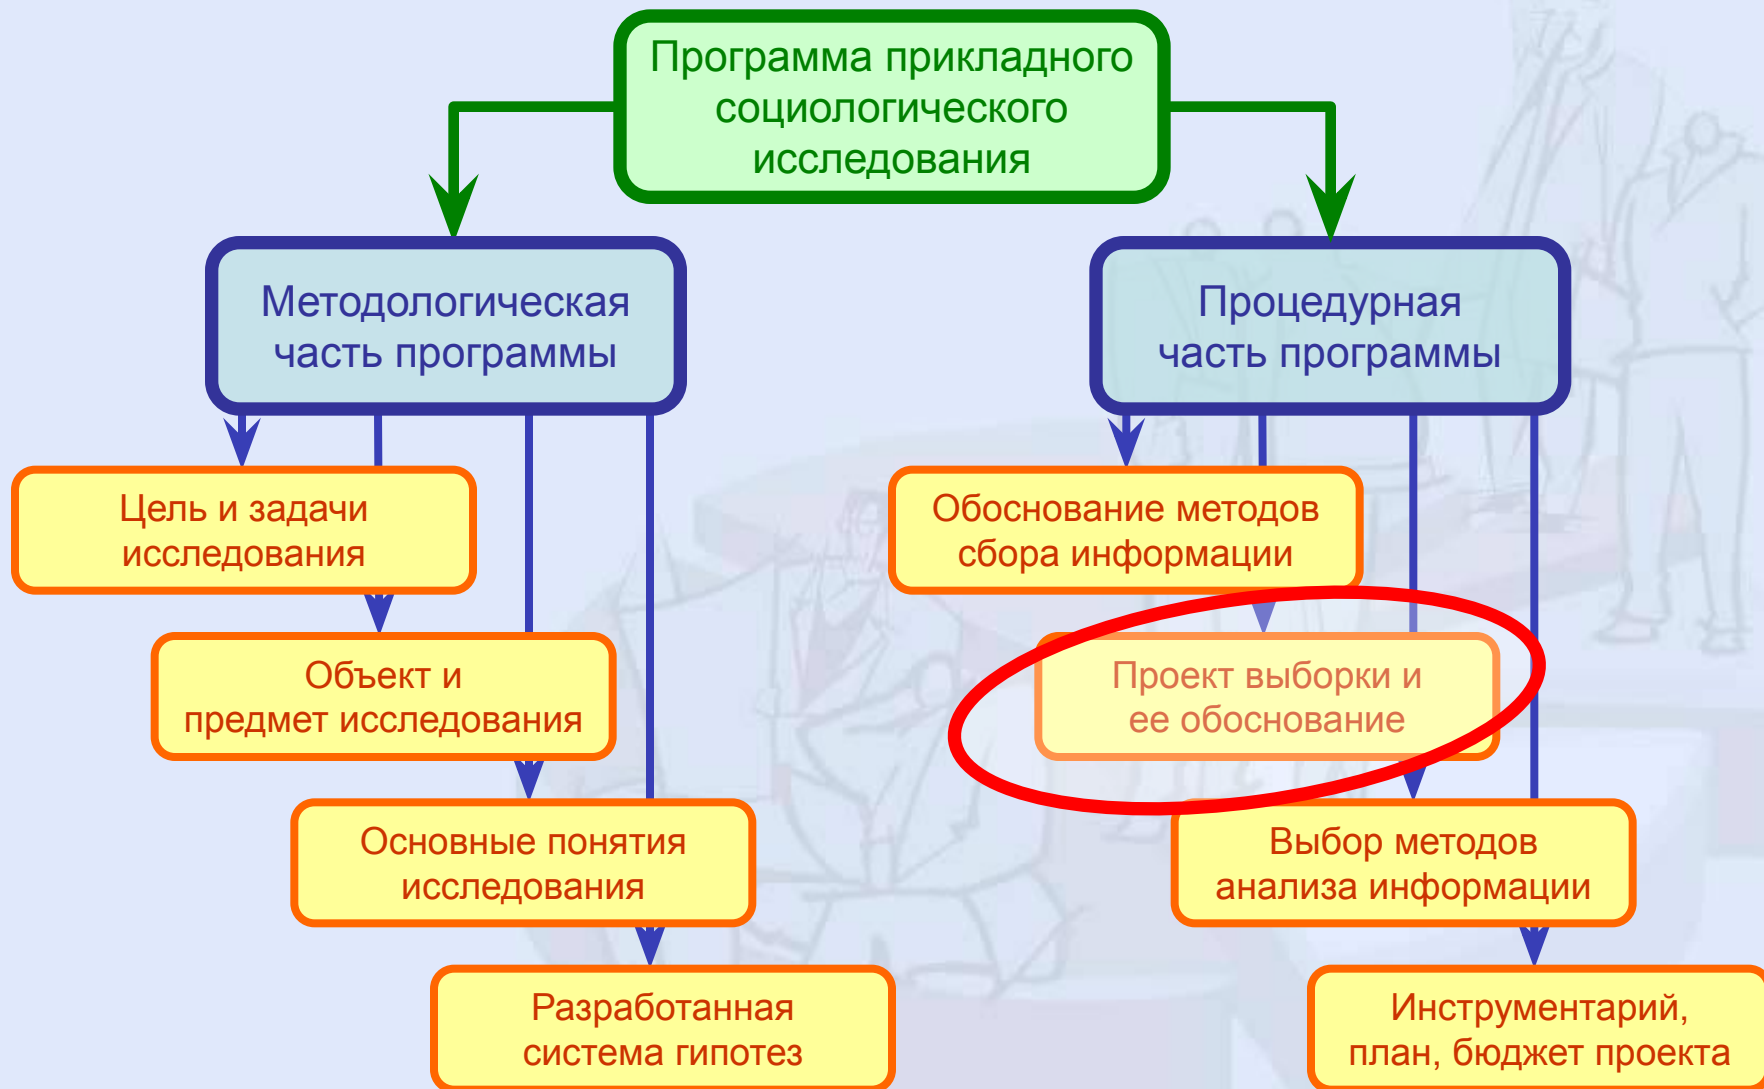 Программа прикладного
социологического
исследования
Методологическая
часть программы
Процедурная
часть программы
Цель и задачи
исследования
Обоснование методов
сбора информации
Объект и
предмет исследования
Проект выборки и
ее обоснование
Основные понятия
исследования
Выбор методов
анализа информации
Разработанная
система гипотез
Инструментарий,
план, бюджет проекта